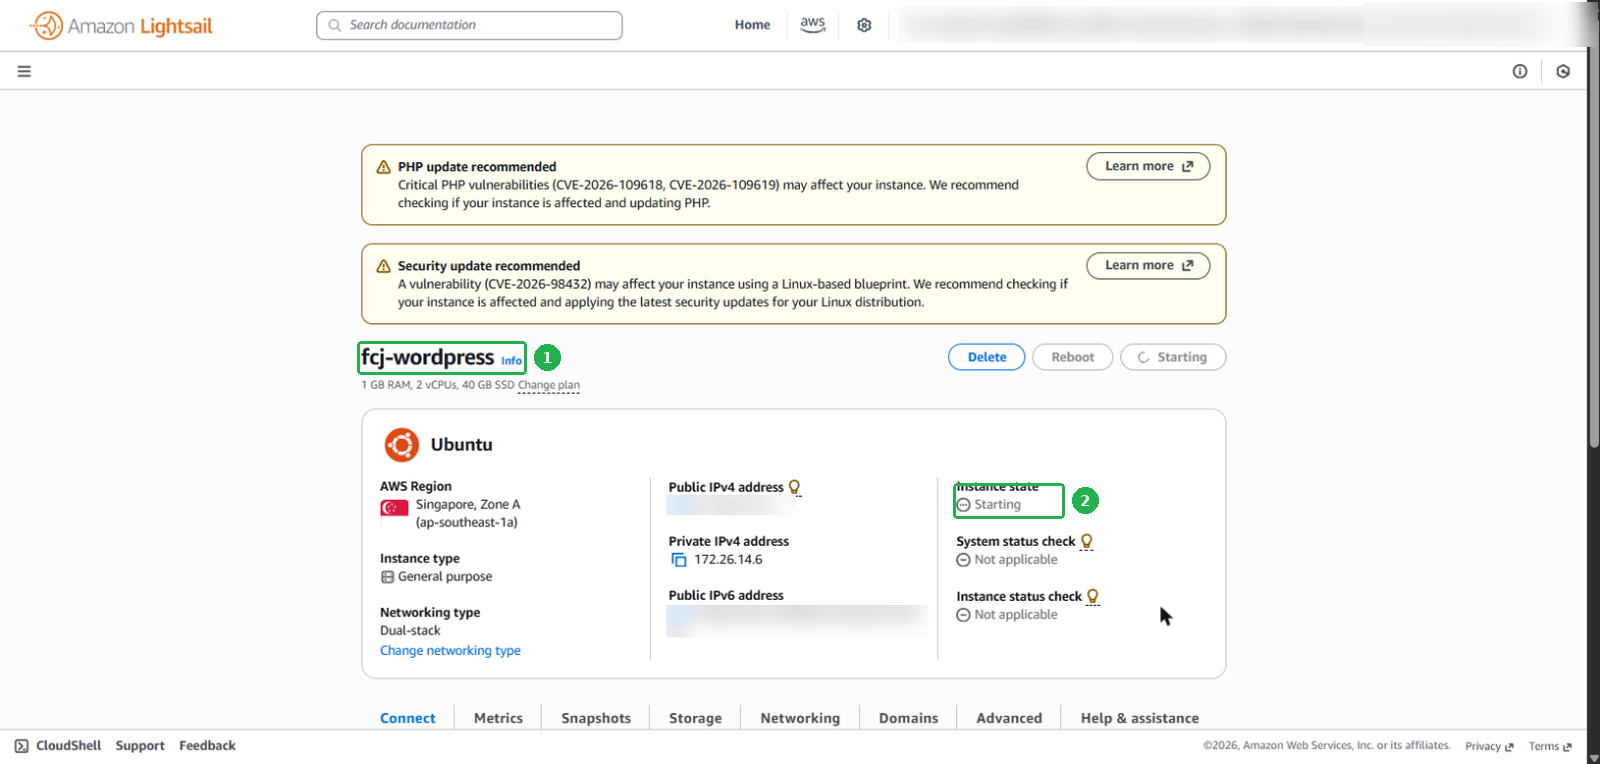 Amazon Lightsail
Search documentation
Home
aws
PHP update recommended
Critical PHP vulnerabilities (CVE-2026-109618, CVE-2026-109619) may affect your instance. We recommend
checking if your instance is affected and updating PHP.
Learn more
Security update recommended
A vulnerability (CVE-2026-98432) may affect your instance using a Linux-based blueprint. We recommend checking if
your instance is affected and applying the latest security updates for your Linux distribution.
Learn more
fcj-wordpress Info 1
1 GB RAM, 2 vCPUs, 40 GB SSD Change plan
Delete
Reboot
Starting
Ubuntu
AWS Region
Singapore, Zone A
(ap-southeast-1a)
Instance type
General purpose
Networking type
Dual-stack
Change networking type
Public IPv4 address
Private IPv4 address
172.26.14.6
Public IPv6 address
Instance state
Starting 2
System status check
Not applicable
Instance status check
Not applicable
Connect
Metrics
Snapshots
Storage
Networking
Domains
Advanced
Help & assistance
CloudShell
Support
Feedback
©2026, Amazon Web Services, Inc. or its affiliates.
Privacy
Terms